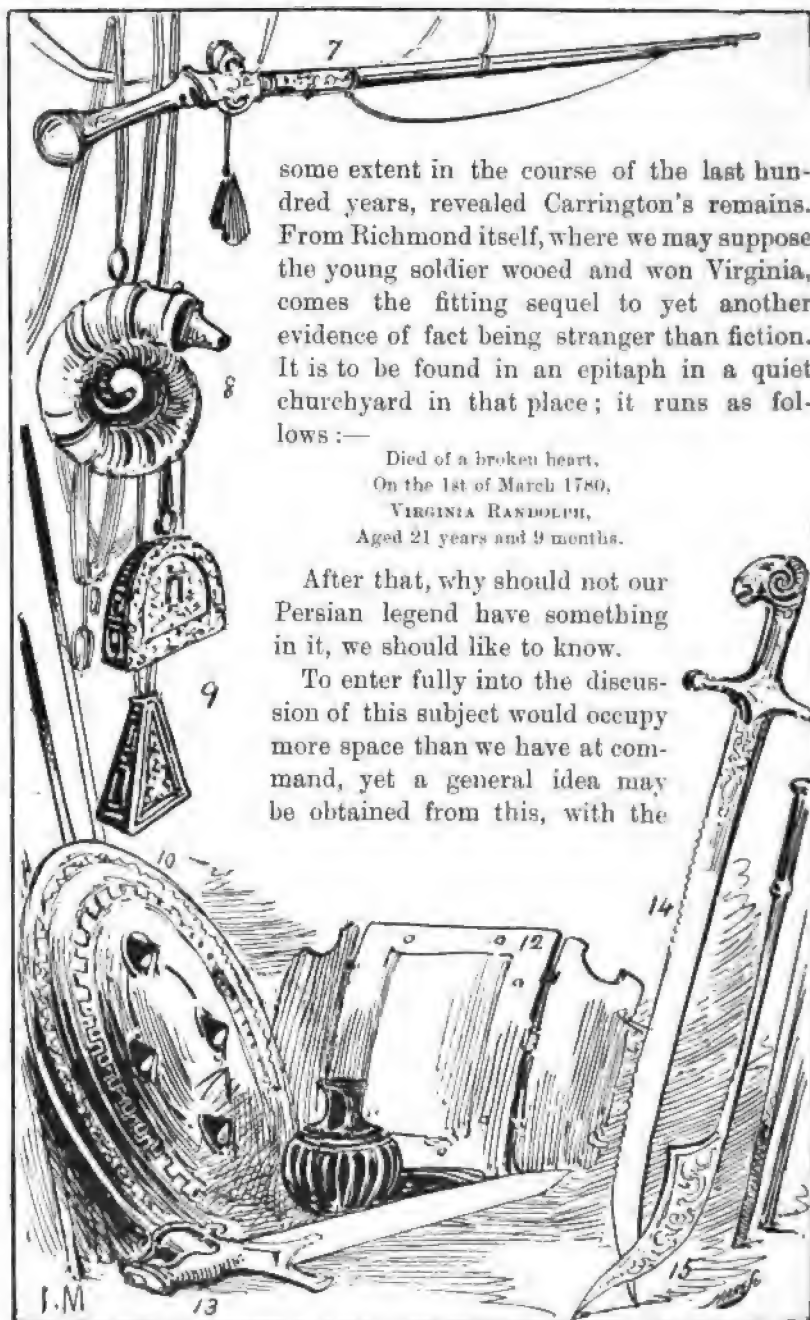 7
some extent in the course of the last hun-
dred years, revealed Carrington's remains.
From Richmond itself, where we may suppose
the young soldier wooed and won Virginia,
comes the fitting sequel to yet another
evidence of fact being stranger than fiction.
It is to be found in an epitaph in a quiet
churchyard in that place; it runs as fol-
lows :—
8
Died of a broken heart,
On the 1st of March 1780,
VIRGINIA RANDOLPH,
Aged 21 years and 9 months.
After that, why should not our
Persian legend have something
in it, we should like to know.
To enter fully into the discus-
sion of this subject would occupy
more space than we have at com-
mand, yet a general idea may
be obtained from this, with the
9
10
12
14
13
15
I.M